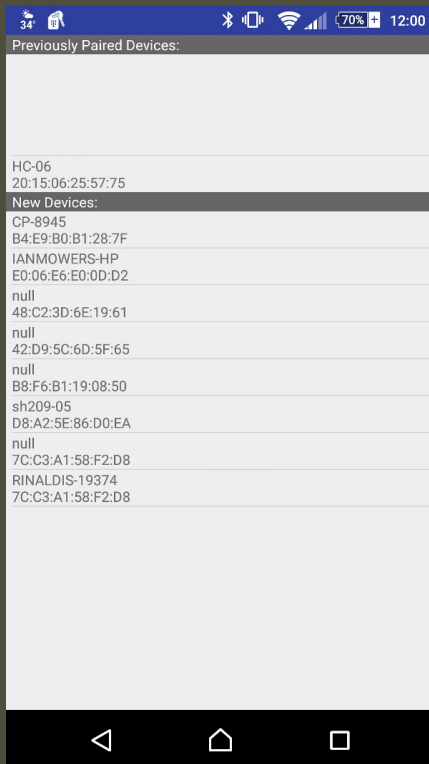 34°
70%
12:00
Previously Paired Devices:
HC-06
20:15:06:25:57:75
New Devices:
CP-8945
B4:E9:B0:B1:28:7F
IANMOWERS-HP
E0:06:E6:E0:0D:D2
null
48:C2:3D:6E:19:61
null
42:D9:5C:6D:5F:65
null
B8:F6:B1:19:08:50
sh209-05
D8:A2:5E:86:D0:EA
null
7C:C3:A1:58:F2:D8
RINALDIS-19374
7C:C3:A1:58:F2:D8